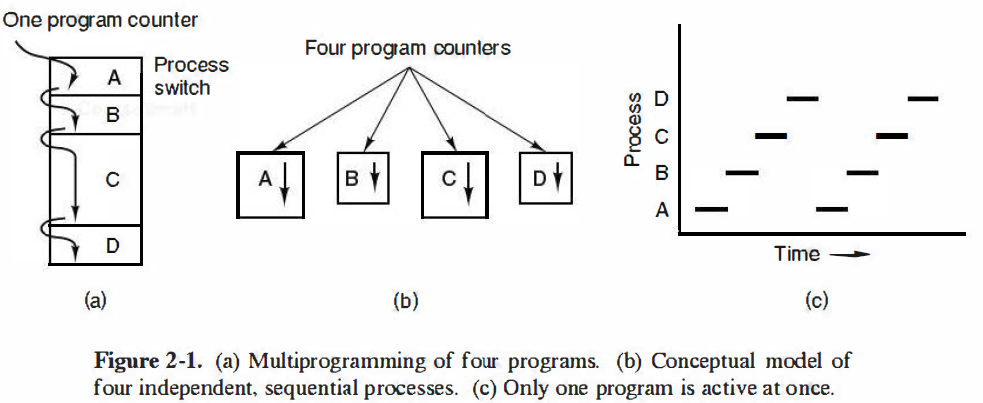 One program counter
Process
switch
A
B
C
D
(a)
Four program counters
A
B
C
D
(b)
Process
D
C
B
A
Time
(c)
Figure 2-1. (a) Multiprogramming of four programs. (b) Conceptual model of
four independent, sequential processes. (c) Only one program is active at once.